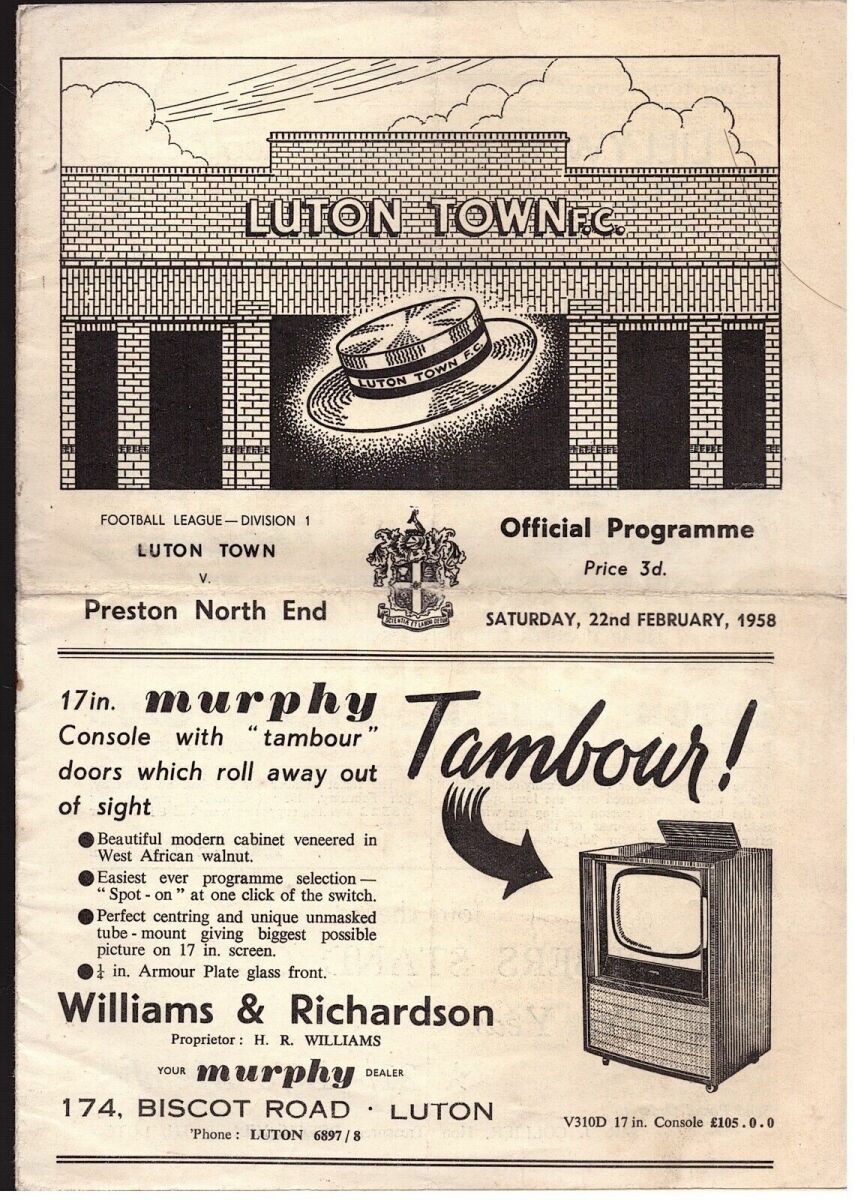 LUTON TOWN F.C.
LUTON TOWN F.C.
FOOTBALL LEAGUE — DIVISION 1
LUTON TOWN
V.
Preston North End
SCIENTIÆ ET LABORI DETUR
Official Programme
Price 3d.
SATURDAY, 22nd FEBRUARY, 1958
17in. murphy
Console with "tambour"
doors which roll away out
of sight
Tambour!
● Beautiful modern cabinet veneered in
West African walnut.
● Easiest ever programme selection —
"Spot-on" at one click of the switch.
● Perfect centring and unique unmasked
tube-mount giving biggest possible
picture on 17 in. screen.
● ¼ in. Armour Plate glass front.
Williams & Richardson
Proprietor: H. R. WILLIAMS
YOUR murphy DEALER
174, BISCOT ROAD · LUTON
'Phone: LUTON 6897/8
V310D 17 in. Console £105.0.0